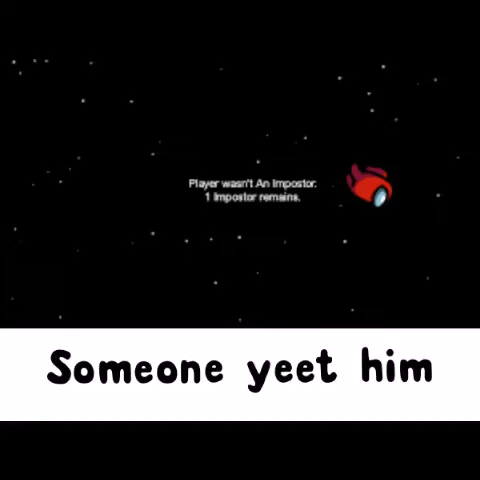 Player wasn't An Impostor.
1 Impostor remains.
Someone yeet him